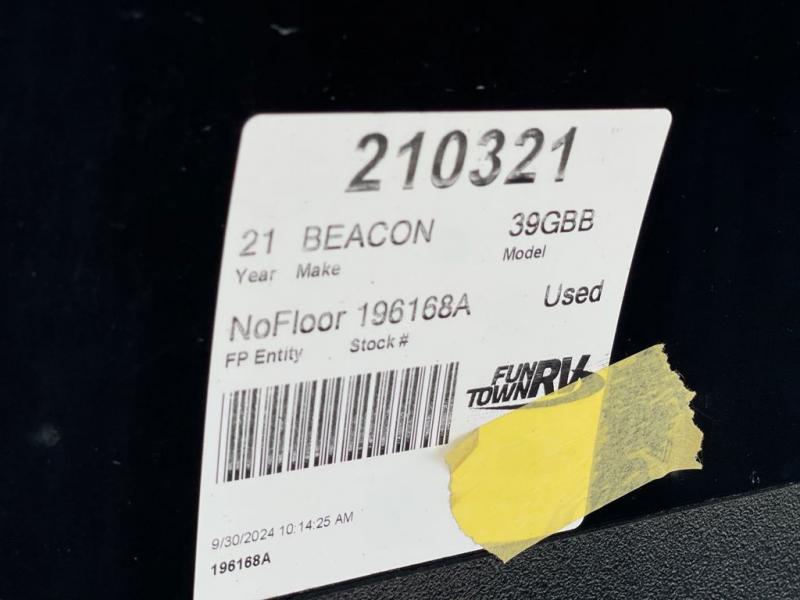 210321
21 BEACON 39GBB
Year Make Model
NoFloor 196168A Used
FP Entity Stock #
FUN TOWN RV
9/30/2024 10:14:25 AM
196168A